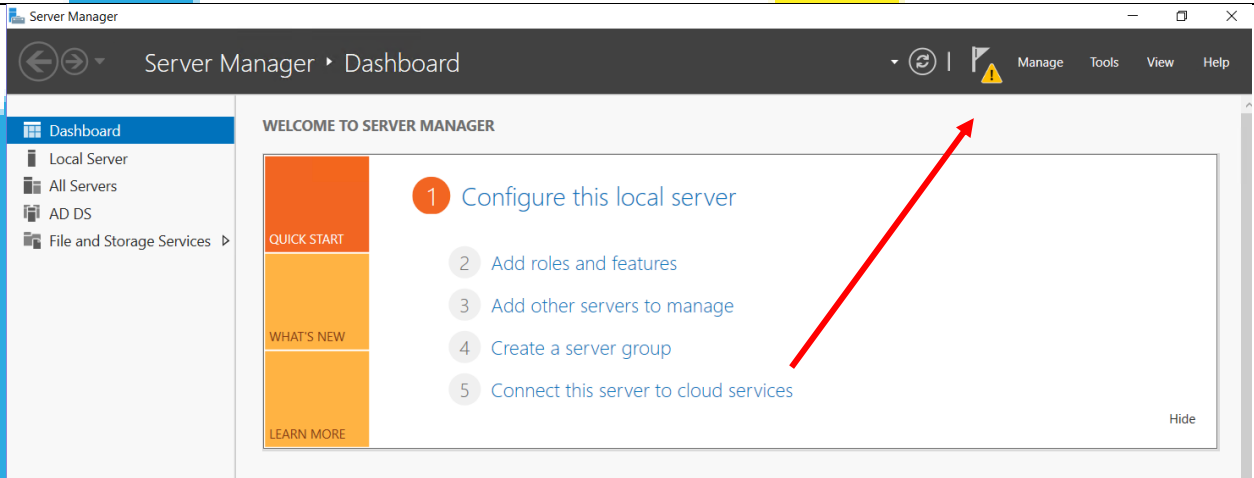 Server Manager
Server Manager ‣ Dashboard
Manage Tools View Help
Dashboard
Local Server
All Servers
AD DS
File and Storage Services
WELCOME TO SERVER MANAGER
QUICK START
WHAT'S NEW
LEARN MORE
1 Configure this local server
2 Add roles and features
3 Add other servers to manage
4 Create a server group
5 Connect this server to cloud services
Hide